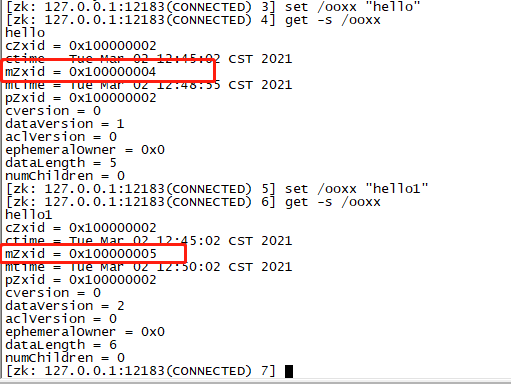 [zk: 127.0.0.1:12183(CONNECTED) 3] set /ooxx "hello"
[zk: 127.0.0.1:12183(CONNECTED) 4] get -s /ooxx
hello
cZxid = 0x100000002
ctime = Tue Mar 02 12:45:02 CST 2021
mZxid = 0x100000004
mtime = Tue Mar 02 12:48:55 CST 2021
pZxid = 0x100000002
cversion = 0
dataVersion = 1
aclVersion = 0
ephemeralOwner = 0x0
dataLength = 5
numChildren = 0
[zk: 127.0.0.1:12183(CONNECTED) 5] set /ooxx "hello1"
[zk: 127.0.0.1:12183(CONNECTED) 6] get -s /ooxx
hello1
cZxid = 0x100000002
ctime = Tue Mar 02 12:45:02 CST 2021
mZxid = 0x100000005
mtime = Tue Mar 02 12:50:02 CST 2021
pZxid = 0x100000002
cversion = 0
dataVersion = 2
aclVersion = 0
ephemeralOwner = 0x0
dataLength = 6
numChildren = 0
[zk: 127.0.0.1:12183(CONNECTED) 7]